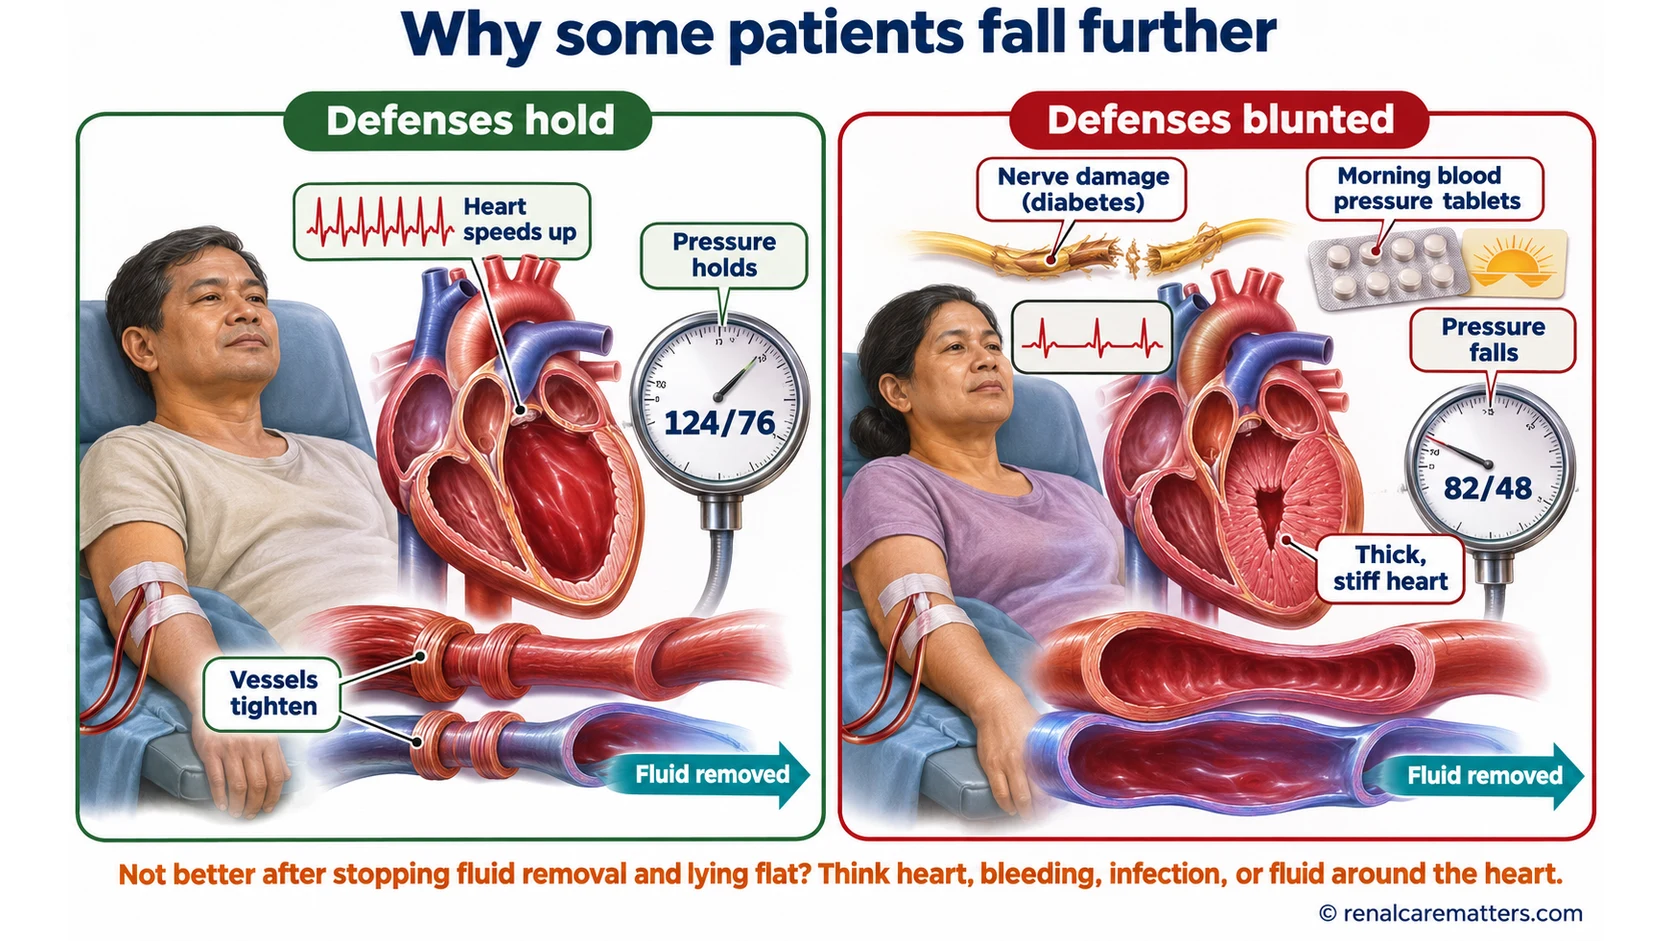 Why some patients fall further
Defenses hold
Heart
speeds up
Pressure
holds
124/76
Vessels
tighten
Fluid removed
Defenses blunted
Nerve damage
(diabetes)
Morning blood
pressure tablets
Pressure
falls
82/48
Thick,
stiff heart
Fluid removed
Not better after stopping fluid removal and lying flat? Think heart, bleeding, infection, or fluid around the heart.
© renalcarematters.com